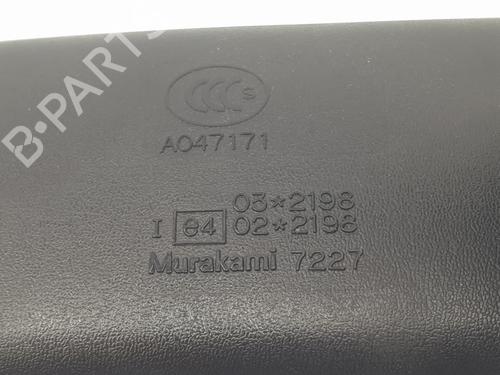 B-PARTS
CCC S
A047171
03*2198
I e4 02*2198
Murakami 7227